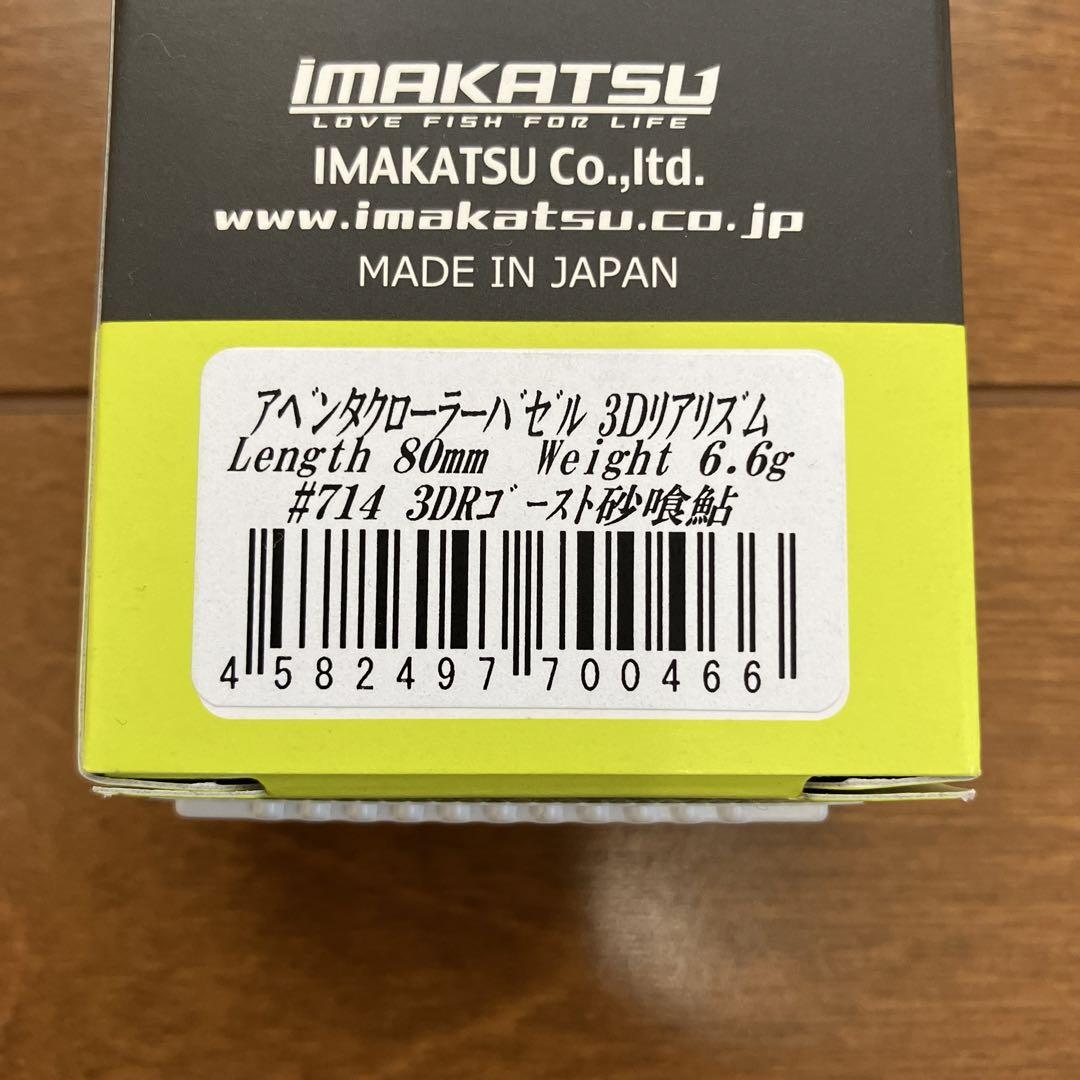 iMAKATSU
LOVE FISH FOR LIFE
IMAKATSU Co.,ltd.
www.imakatsu.co.jp
MADE IN JAPAN
アベンタクローラーバゼル 3Dリアリズム
Length 80mm Weight 6.6g
#714 3DRゴースト砂喰鮎
4 582497 700466